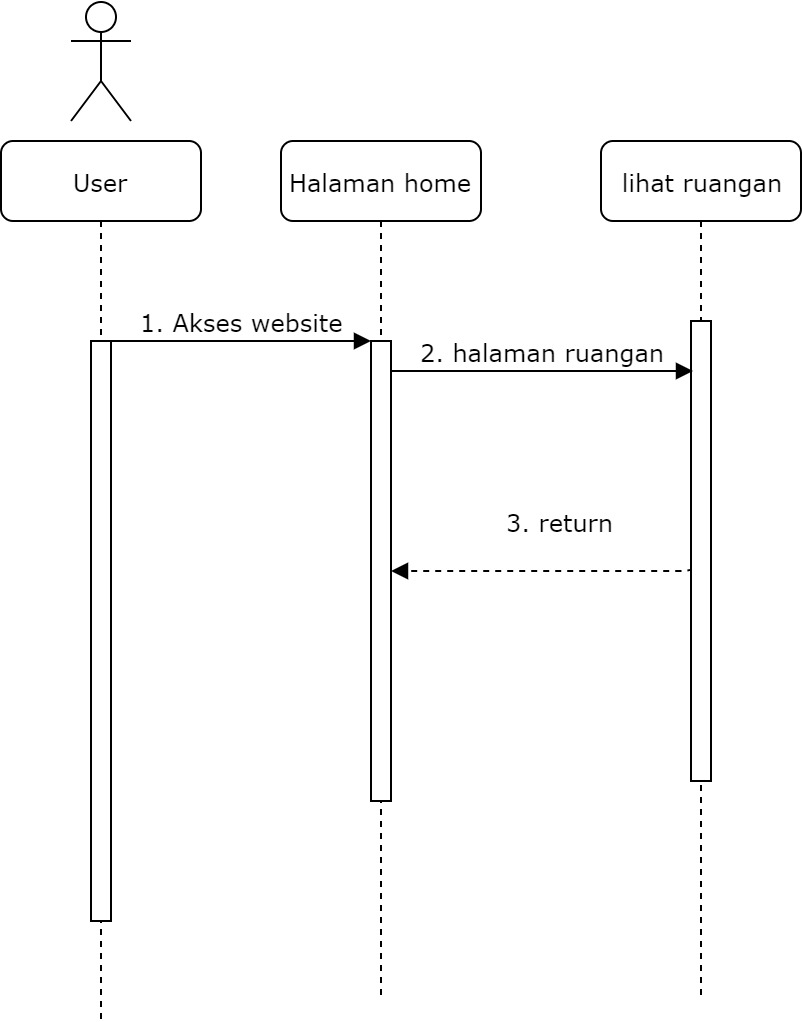 User
Halaman home
lihat ruangan
1. Akses website
2. halaman ruangan
3. return